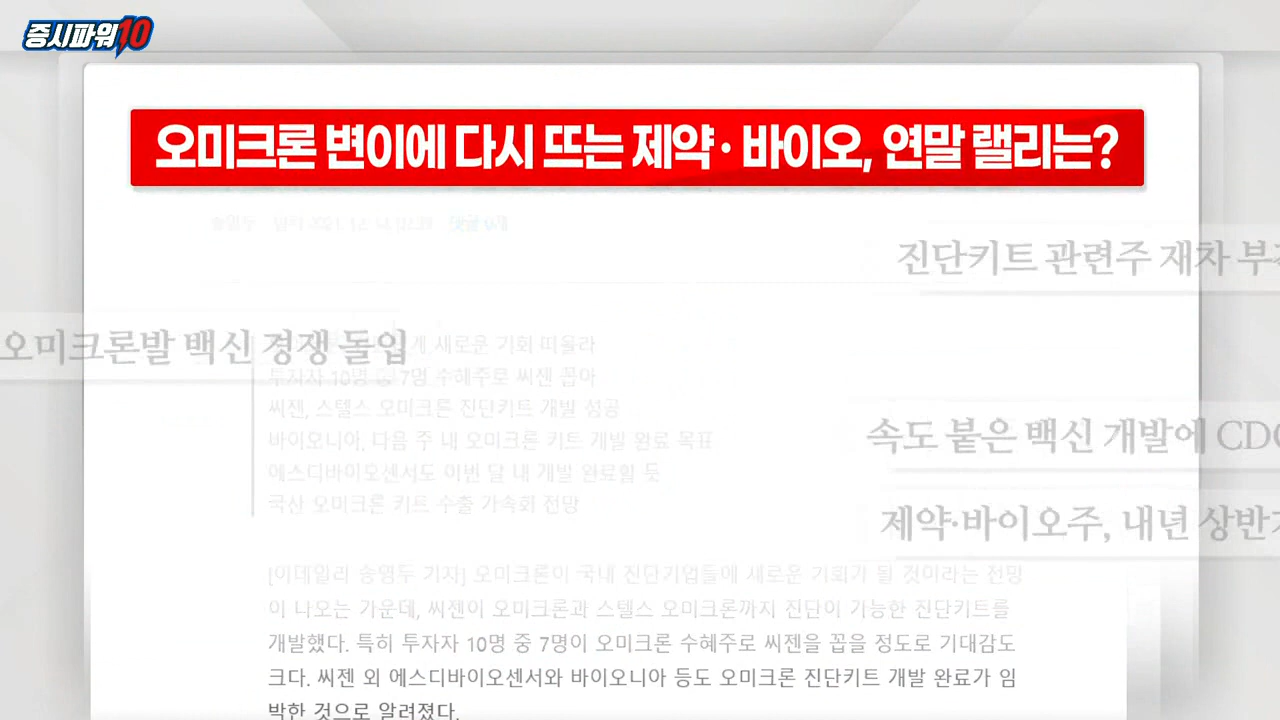 증시파워10
오미크론 변이에 다시 뜨는 제약·바이오, 연말 랠리는?
송영두 2021. 12. 댓글 0개
진단키트 관련주 재차
오미크론발 백신 경쟁 돌입
새로운 기회 떠올라
투자자 10명 중 7명 수혜주로 씨젠 꼽아
씨젠, 스텔스 오미크론 진단키트 개발 성공
속도 붙은 백신 개발에
바이오니아, 다음 주 내 오미크론 키트 개발 완료 목표
에스디바이오센서도 이번 달 내 개발 완료할 듯
국산 오미크론 키트 수출 가속화 전망
제약·바이오주, 내년
[이데일리 송영두 기자] 오미크론이 국내 진단기업들에 새로운 기회가 될 것이라는 전망
이 나오는 가운데, 씨젠이 오미크론과 스텔스 오미크론까지 진단이 가능한 진단키트를
개발했다. 특히 투자자 10명 중 7명이 오미크론 수혜주로 씨젠을 꼽을 정도로 기대감도
크다. 씨젠 외 에스디바이오센서와 바이오니아 등도 오미크론 진단키트 개발 완료가 임
박한 것으로 알려졌다.